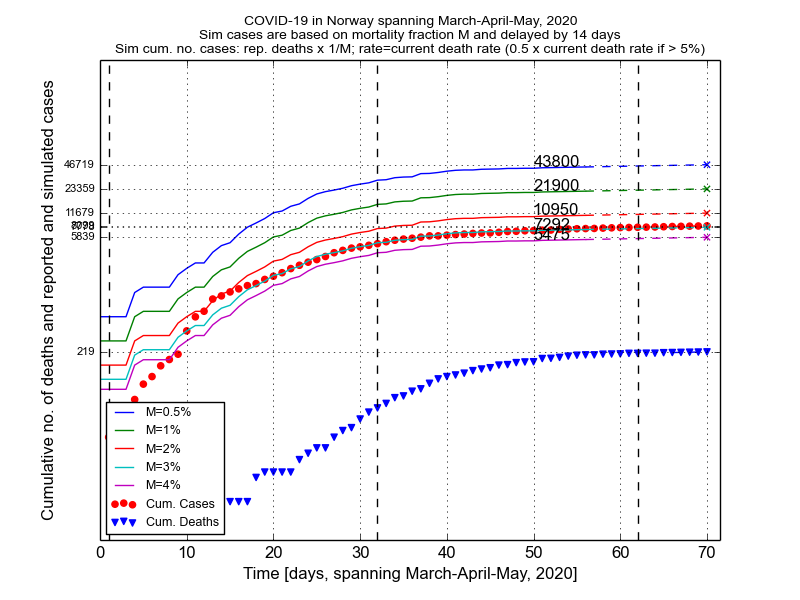 COVID-19 in Norway spanning March-April-May, 2020
Sim cases are based on mortality fraction M and delayed by 14 days
Sim cum. no. cases: rep. deaths x 1/M; rate=current death rate (0.5 x current death rate if > 5%)
Cumulative no. of deaths and reported and simulated cases
46719
23359
11679
5839
219
43800
21900
10950
7292
5475
M=0.5%
M=1%
M=2%
M=3%
M=4%
Cum. Cases
Cum. Deaths
0 10 20 30 40 50 60 70
Time [days, spanning March-April-May, 2020]